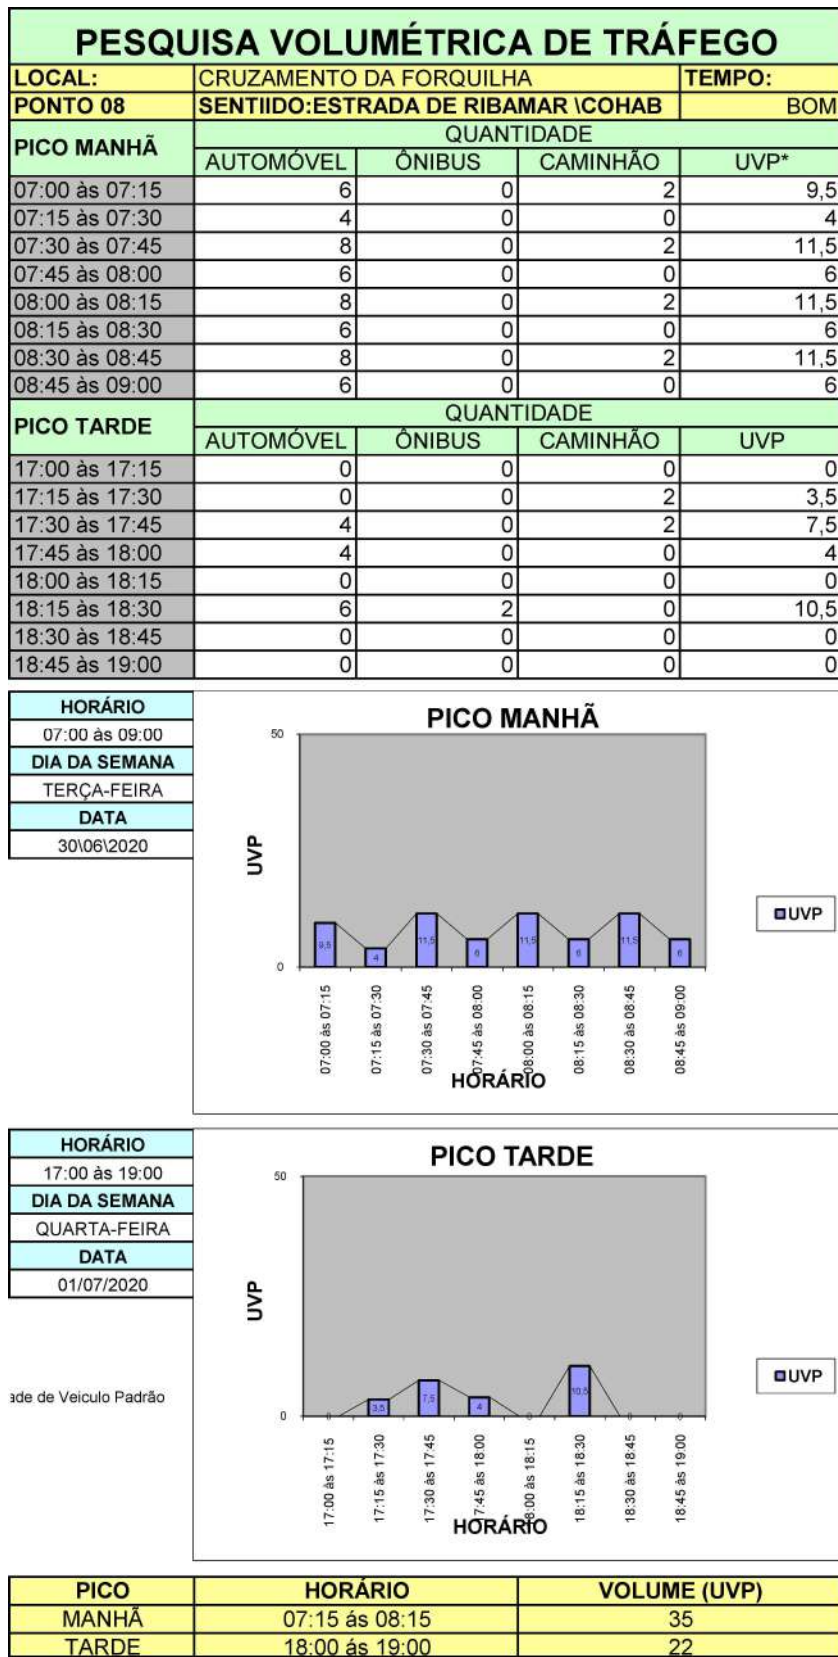 PESQUISA VOLUMÉTRICA DE TRÁFEGO
LOCAL: CRUZAMENTO DA FORQUILHA TEMPO:
PONTO 08 SENTIIDO:ESTRADA DE RIBAMAR \COHAB BOM
PICO MANHÃ QUANTIDADE
AUTOMÓVEL ÔNIBUS CAMINHÃO UVP*
07:00 às 07:15 6 0 2 9,5
07:15 às 07:30 4 0 0 4
07:30 às 07:45 8 0 2 11,5
07:45 às 08:00 6 0 0 6
08:00 às 08:15 8 0 2 11,5
08:15 às 08:30 6 0 0 6
08:30 às 08:45 8 0 2 11,5
08:45 às 09:00 6 0 0 6
PICO TARDE QUANTIDADE
AUTOMÓVEL ÔNIBUS CAMINHÃO UVP
17:00 às 17:15 0 0 0 0
17:15 às 17:30 0 0 2 3,5
17:30 às 17:45 4 0 2 7,5
17:45 às 18:00 4 0 0 4
18:00 às 18:15 0 0 0 0
18:15 às 18:30 6 2 0 10,5
18:30 às 18:45 0 0 0 0
18:45 às 19:00 0 0 0 0
HORÁRIO
07:00 às 09:00
DIA DA SEMANA
TERÇA-FEIRA
DATA
30\06\2020
PICO MANHÃ
50
UVP
0
9,5 4 11,5 6 11,5 6 11,5 6
07:00 às 07:15
07:15 às 07:30
07:30 às 07:45
07:45 às 08:00
08:00 às 08:15
08:15 às 08:30
08:30 às 08:45
08:45 às 09:00
HORÁRIO
UVP
HORÁRIO
17:00 às 19:00
DIA DA SEMANA
QUARTA-FEIRA
DATA
01/07/2020
ade de Veiculo Padrão
PICO TARDE
50
UVP
0
0 3,5 7,5 4 0 10,5 0 0
17:00 às 17:15
17:15 às 17:30
17:30 às 17:45
17:45 às 18:00
18:00 às 18:15
18:15 às 18:30
18:30 às 18:45
18:45 às 19:00
HORÁRIO
UVP
PICO HORÁRIO VOLUME (UVP)
MANHÃ 07:15 ás 08:15 35
TARDE 18:00 ás 19:00 22